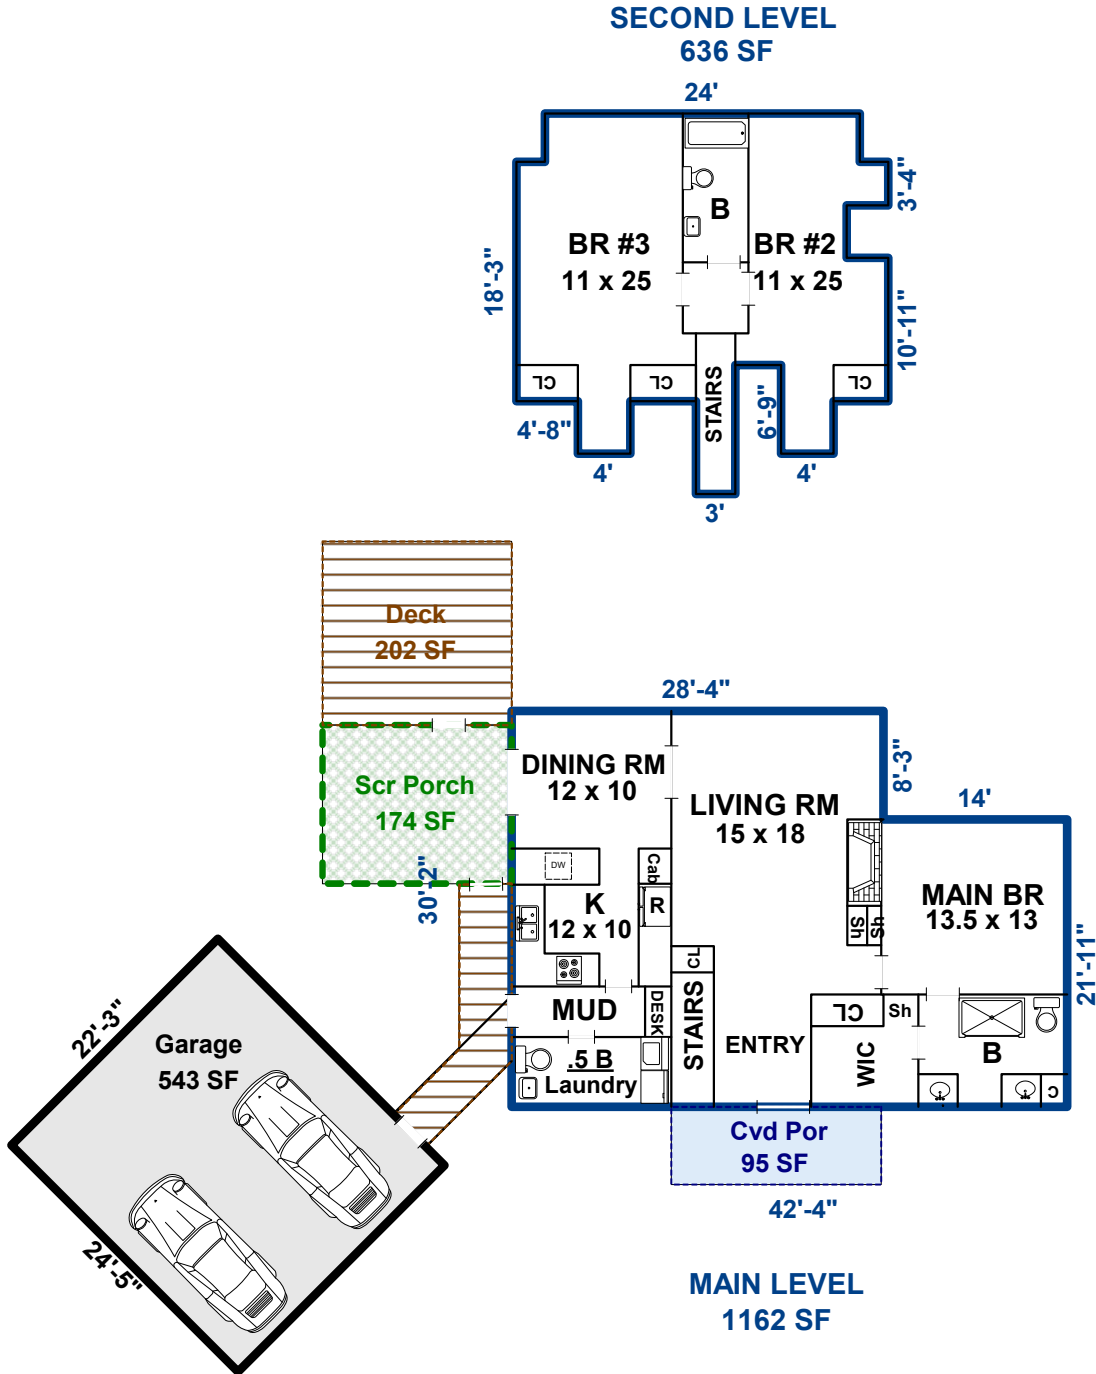 SECOND LEVEL
636 SF
24'
3'-4"
B
BR #3
11 x 25
BR #2
11 x 25
18'-3"
10'-11"
CL
CL
STAIRS
CL
4'-8"
6'-9"
4'
4'
3'
Deck
202 SF
28'-4"
8'-3"
14'
DINING RM
12 x 10
LIVING RM
15 x 18
Scr Porch
174 SF
30'-2"
DW
Cab
K
12 x 10
R
MAIN BR
13.5 x 13
Sh
Sh
CL
21'-11"
MUD
DESK
STAIRS
ENTRY
CL
Sh
WIC
B
C
.5 B
Laundry
22'-3"
Garage
543 SF
24'-5"
Cvd Por
95 SF
42'-4"
MAIN LEVEL
1162 SF